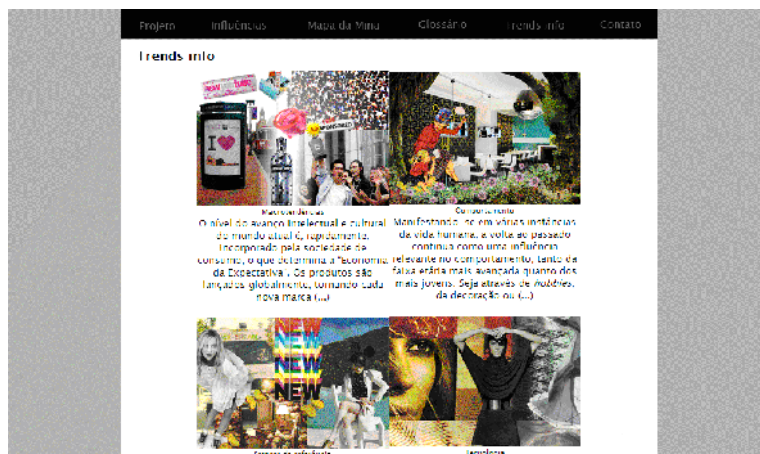 Projeto Influências Mapa da Mina Glossário Trends info Contato
Trends info
NEW
I
Macrotendências
O nível do avanço intelectual e cultural
do mundo atual é, rapidamente,
incorporado pela sociedade de
consumo, o que determina a "Economia
da Expectativa". Os produtos são
lançados globalmente, tornando cada
nova marca (...)
Comportamento
Manifestando-se em várias instâncias
da vida humana, a volta ao passado
continua como uma influência
relevante no comportamento, tanto da
faixa etária mais avançada quanto dos
mais jovens. Seja através de hobbies,
da decoração ou (...)
NEW
NEW
NEW
NEW